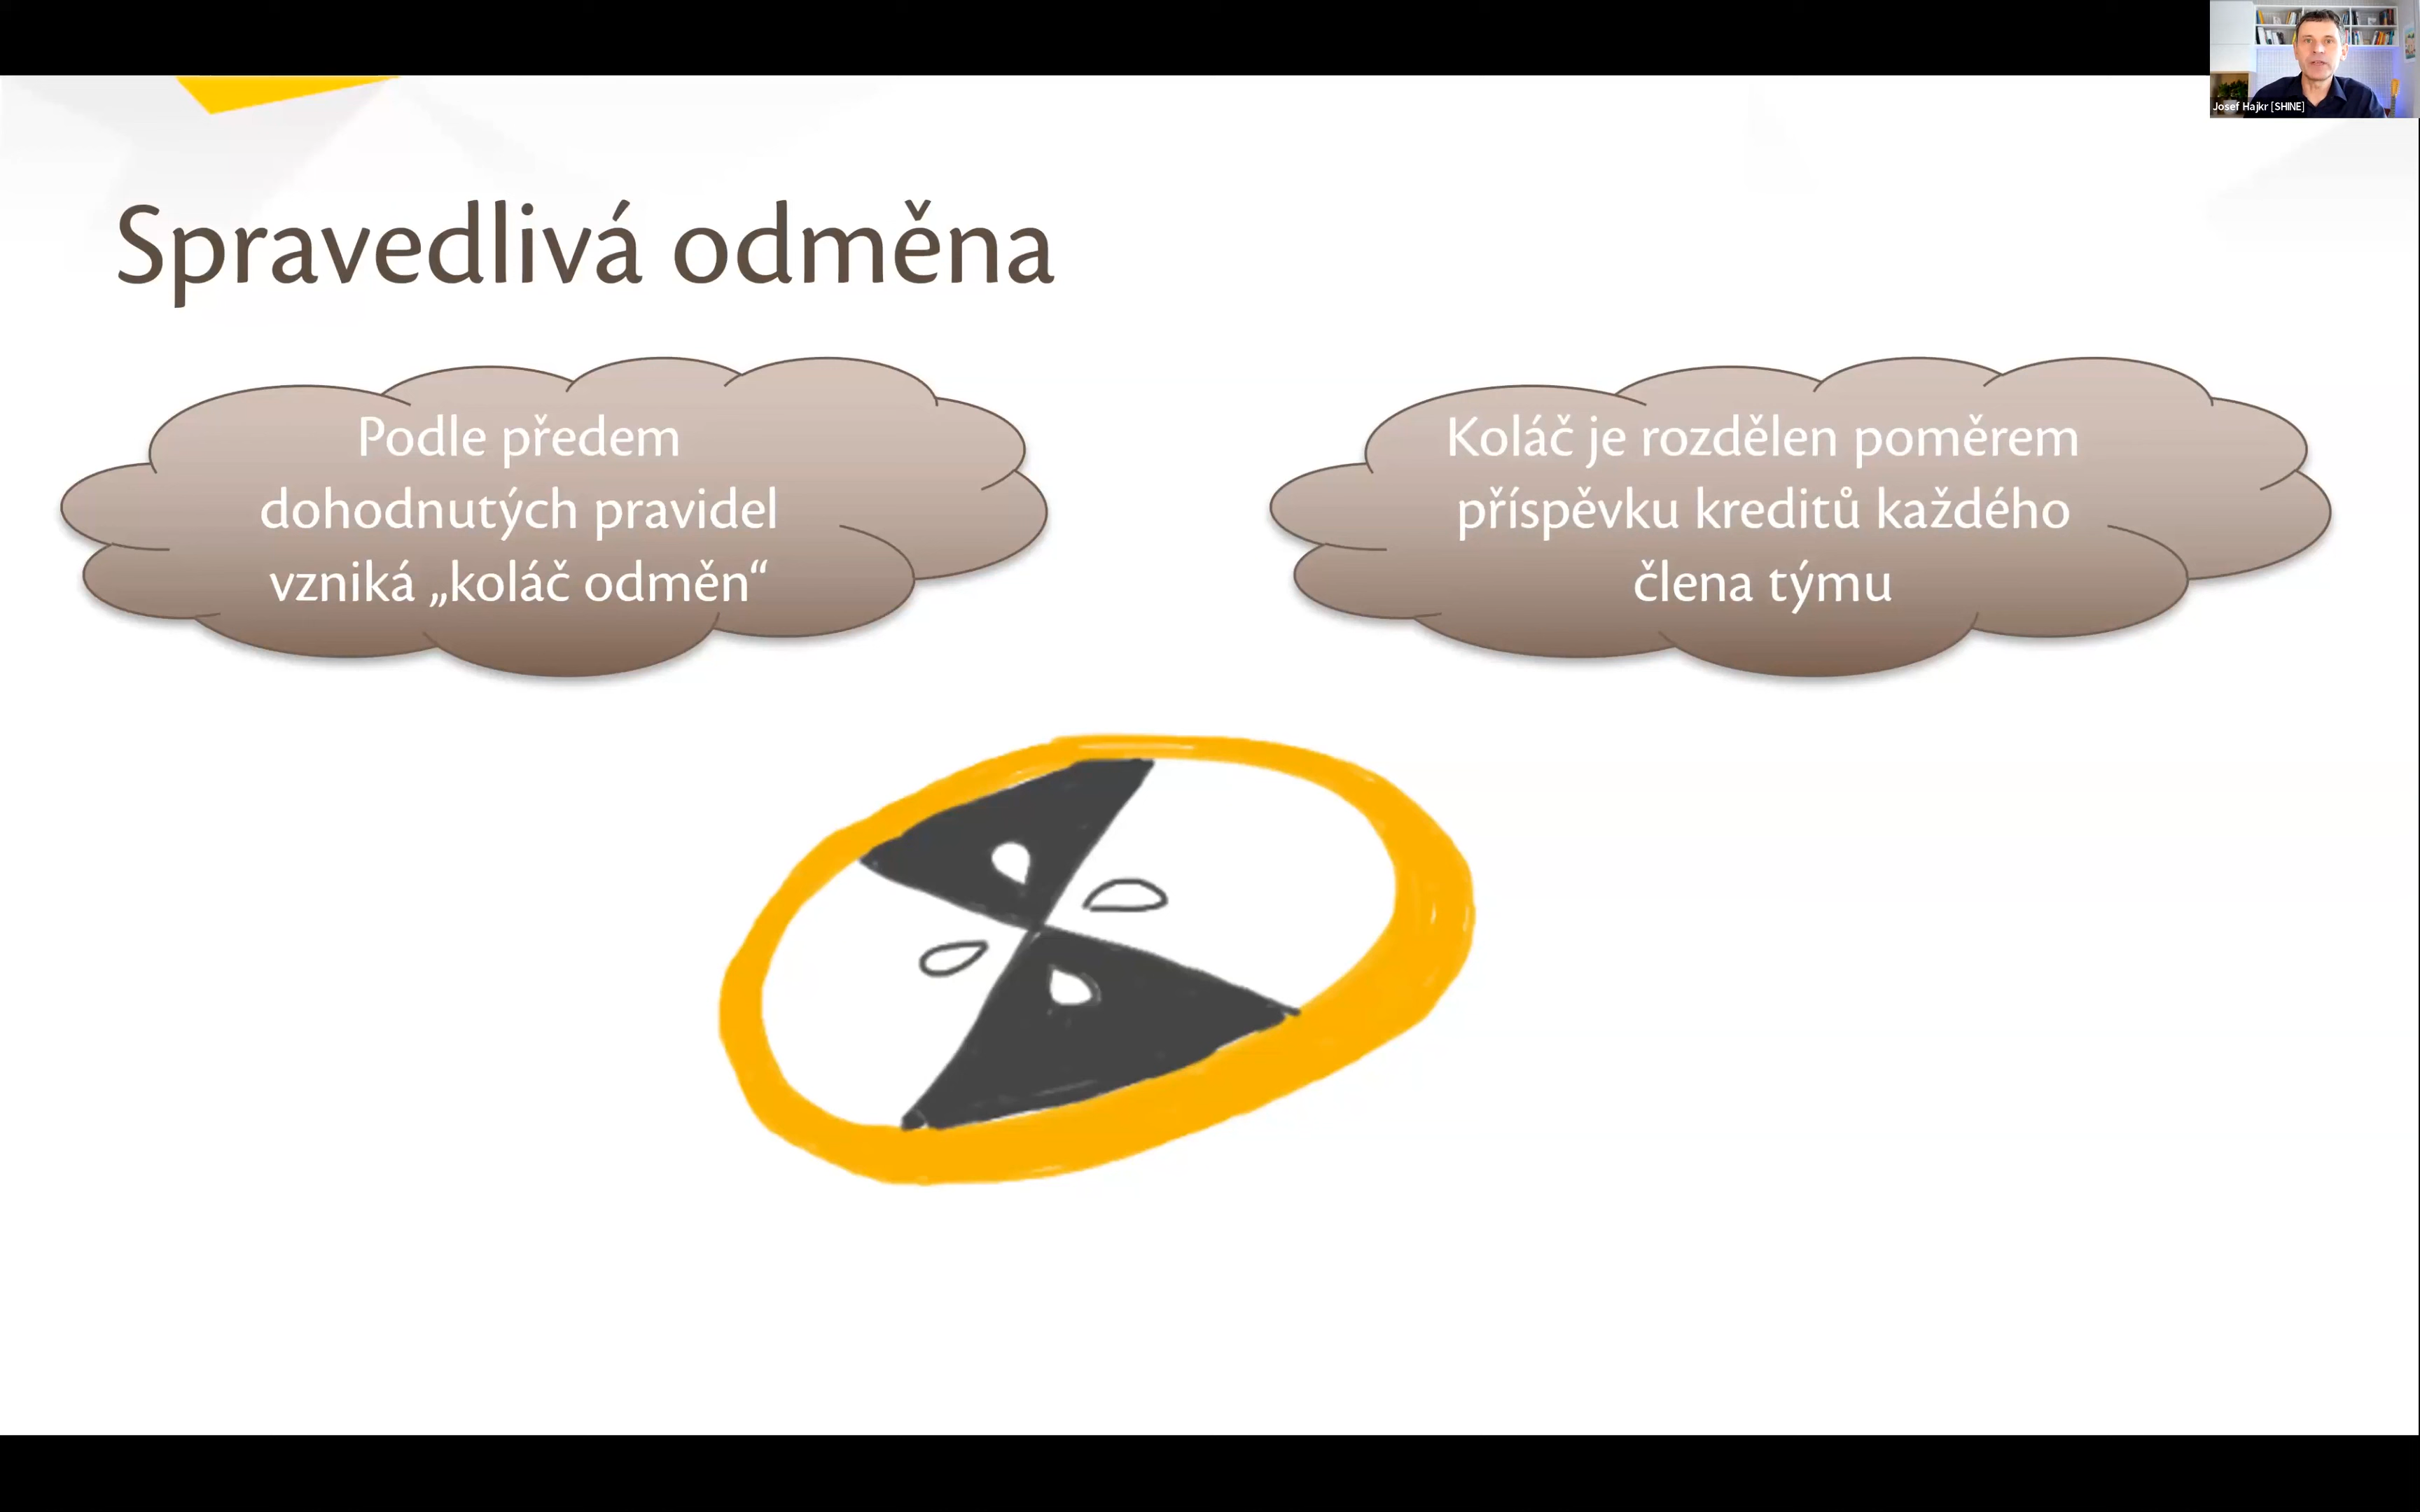 Josef Hajkr [SHINE]
Spravedlivá odměna
Podle předem
dohodnutých pravidel
vzniká „koláč odměn“
Koláč je rozdělen poměrem
příspěvku kreditů každého
člena týmu